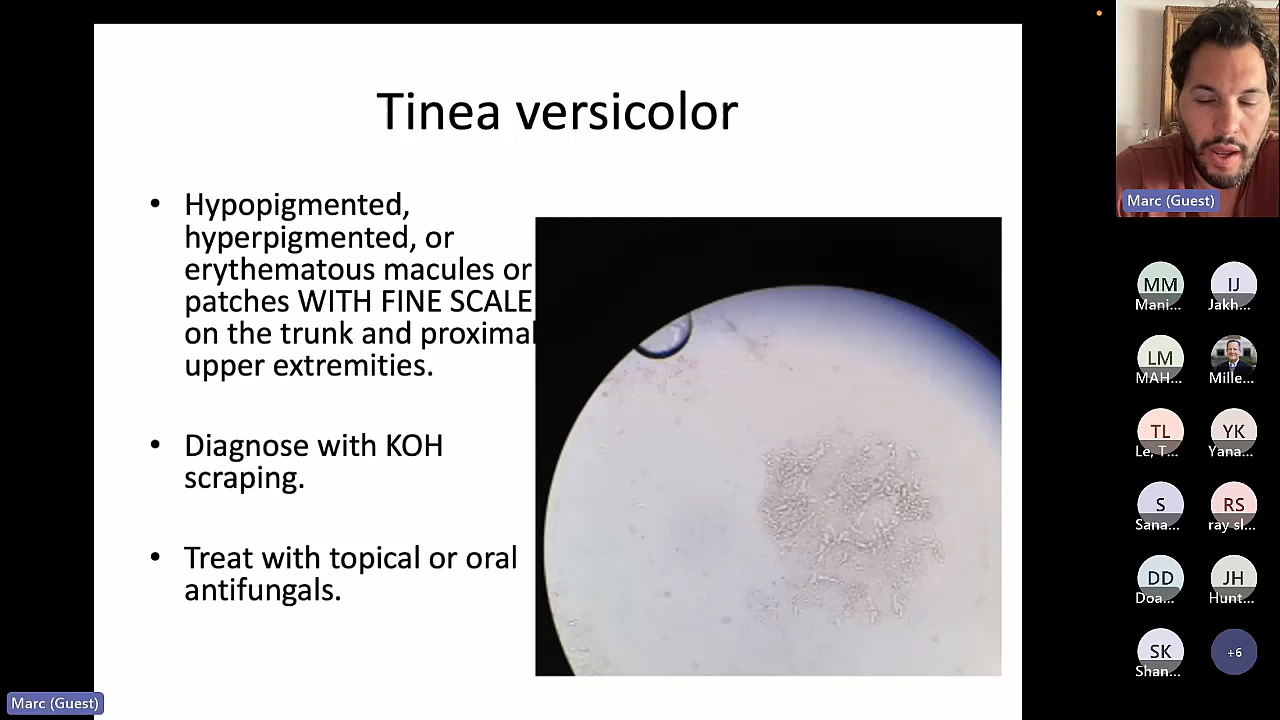 Tinea versicolor
• Hypopigmented,
hyperpigmented, or
erythematous macules or
patches WITH FINE SCALE
on the trunk and proximal
upper extremities.
• Diagnose with KOH
scraping.
• Treat with topical or oral
antifungals.
Marc (Guest)
Marc (Guest)
MM IJ
Mani... Jakh...
LM
MAH... Mille...
TL YK
Le, T... Yana...
S RS
Sana... ray sl...
DD JH
Doa... Hunt...
SK +6
Shan...